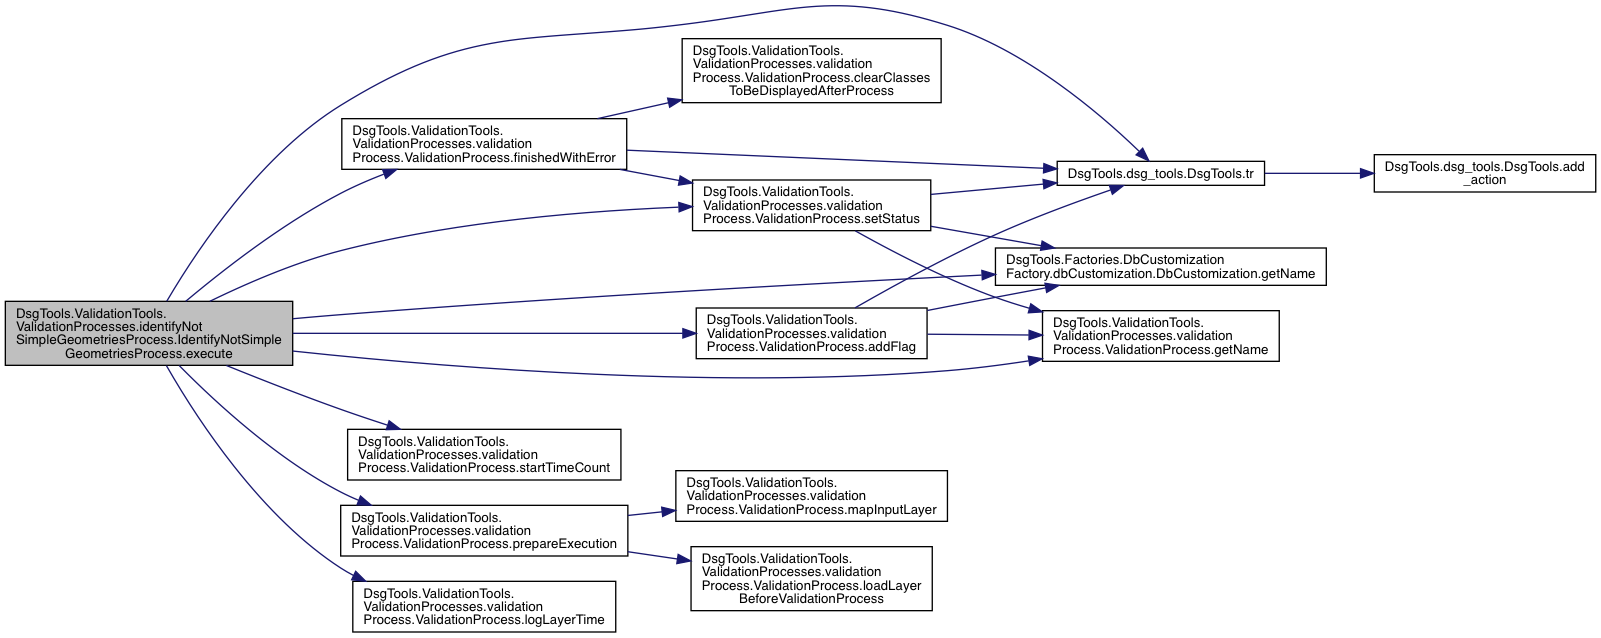 DsgTools.ValidationTools.
ValidationProcesses.identifyNot
SimpleGeometriesProcess.IdentifyNotSimple
GeometriesProcess.execute
DsgTools.ValidationTools.
ValidationProcesses.validation
Process.ValidationProcess.finishedWithError
DsgTools.ValidationTools.
ValidationProcesses.validation
Process.ValidationProcess.clearClasses
ToBeDisplayedAfterProcess
DsgTools.ValidationTools.
ValidationProcesses.validation
Process.ValidationProcess.setStatus
DsgTools.dsg_tools.DsgTools.tr
DsgTools.dsg_tools.DsgTools.add
_action
DsgTools.Factories.DbCustomization
Factory.dbCustomization.DbCustomization.getName
DsgTools.ValidationTools.
ValidationProcesses.validation
Process.ValidationProcess.addFlag
DsgTools.ValidationTools.
ValidationProcesses.validation
Process.ValidationProcess.getName
DsgTools.ValidationTools.
ValidationProcesses.validation
Process.ValidationProcess.startTimeCount
DsgTools.ValidationTools.
ValidationProcesses.validation
Process.ValidationProcess.prepareExecution
DsgTools.ValidationTools.
ValidationProcesses.validation
Process.ValidationProcess.mapInputLayer
DsgTools.ValidationTools.
ValidationProcesses.validation
Process.ValidationProcess.loadLayer
BeforeValidationProcess
DsgTools.ValidationTools.
ValidationProcesses.validation
Process.ValidationProcess.logLayerTime